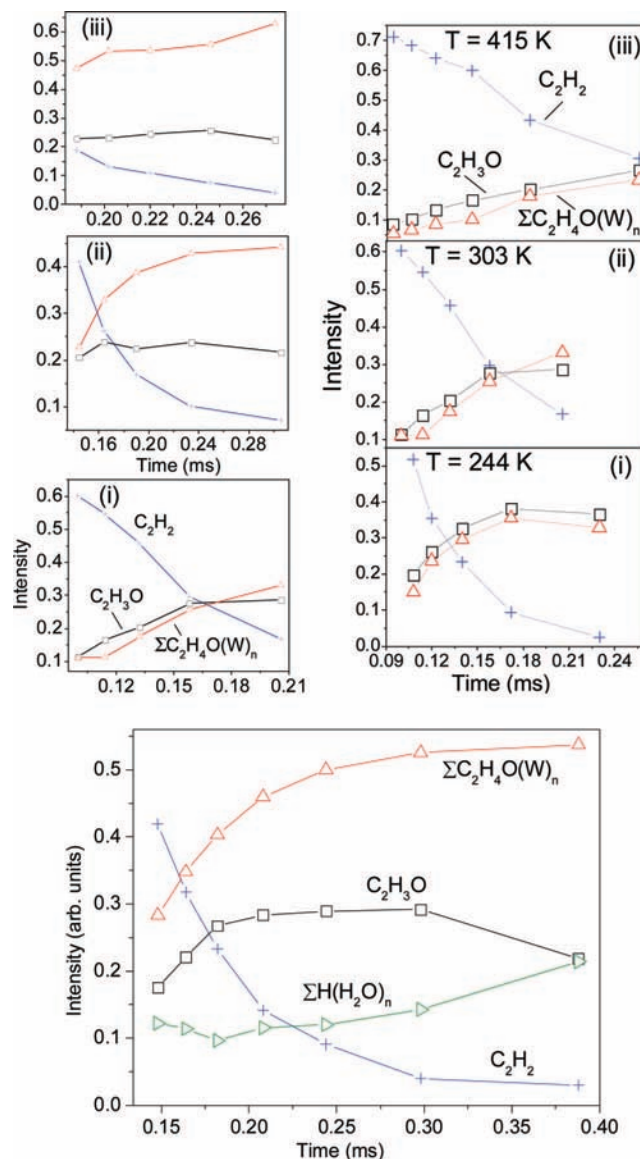 (iii)
0.6
0.5
0.4
0.3
0.2
0.1
0.0
0.20
0.22
0.24
0.26
(ii)
0.4
0.3
0.2
0.1
0.16
0.20
0.24
0.28
Time (ms)
(i)
0.6
0.5
0.4
0.3
0.2
0.1
Intensity
C₂H₂
C₂H₃O
ΣC₂H₄O(W)ₙ
0.12
0.15
0.18
0.21
Time (ms)
T = 415 K
(iii)
0.7
0.6
0.5
0.4
0.3
0.2
0.1
C₂H₂
C₂H₃O
ΣC₂H₄O(W)ₙ
T = 303 K
(ii)
0.6
0.5
0.4
0.3
0.2
0.1
Intensity
T = 244 K
(i)
0.5
0.4
0.3
0.2
0.1
0.0
0.09
0.12
0.15
0.18
0.21
0.24
Time (ms)
0.5
0.4
0.3
0.2
0.1
0.0
Intensity (arb. units)
ΣC₂H₄O(W)ₙ
C₂H₃O
ΣH(H₂O)ₙ
C₂H₂
0.15
0.20
0.25
0.30
0.35
0.40
Time (ms)